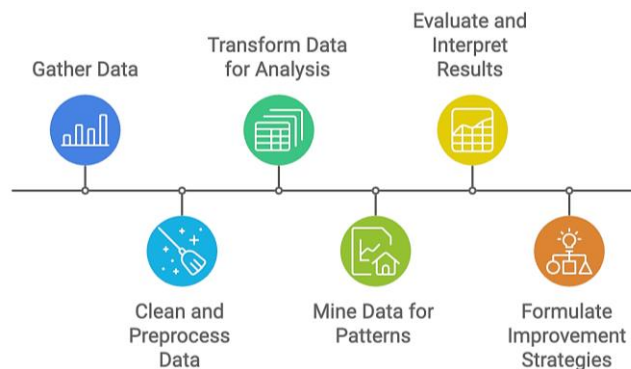 Gather Data
Clean and
Preprocess
Data
Transform Data
for Analysis
Mine Data for
Patterns
Evaluate and
Interpret
Results
Formulate
Improvement
Strategies